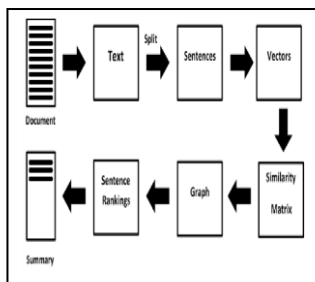 Split
Text
Sentences
Vectors
Document
Similarity
Matrix
Graph
Sentence
Rankings
Summary